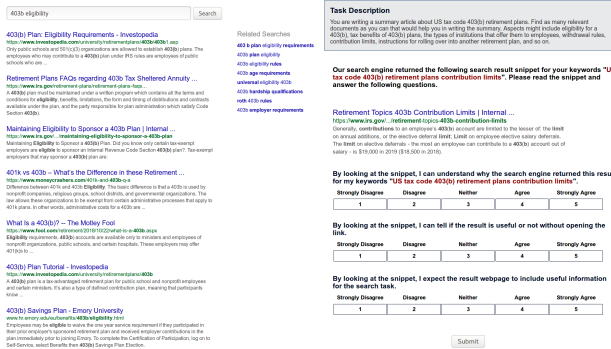 403b eligibility
Search
403(b) Plan: Eligibility Requirements - Investopedia
https://www.investopedia.com/university/retirementplans/403b/403b1.asp
Only public schools and 501(c)(3) organizations are allowed to establish 403(b) plans. The
employees who may contribute to a 403(b) plan under IRS rules are employees of public
schools who are ...
Retirement Plans FAQs regarding 403b Tax Sheltered Annuity ...
https://www.irs.gov/retirement-plans/retirement-plans-faqs...
A 403(b) plan must be maintained under a written program which contains all the terms and
conditions for eligibility, benefits, limitations, the form and timing of distributions and contracts
available under the plan, and the party responsible for plan administration which satisfy Code
Section 403(b).
Maintaining Eligibility to Sponsor a 403(b) Plan | Internal ...
https://www.irs.gov/.../maintaining-eligibility-to-sponsor-a-403b-plan
Maintaining Eligibility to Sponsor a 403(b) Plan. Did you know only certain tax-exempt
employers are eligible to sponsor an Internal Revenue Code Section 403(b) plan?. Tax-exempt
employers that may sponsor a 403(b) plan are:
401k vs 403b – What's the Difference in these Retirement ...
https://www.moneycrashers.com/401k-and-403b-q-a
Difference between 401k and 403b Eligibility. The basic difference is that a 403b is used by
nonprofit companies, religious groups, school districts, and governmental organizations. The
law allows these organizations to be exempt from certain administrative processes that apply to
401k plans. In other words, administrative costs for a 403b are ...
What Is a 403(b)? -- The Motley Fool
https://www.fool.com/retirement/2018/10/22/what-is-a-403b.aspx
Eligibility requirements. 403(b) accounts are available only to ministers and employees of
nonprofit organizations, public schools, and certain hospitals. These employers may offer
401(k)s to ...
403(b) Plan Tutorial - Investopedia
https://www.investopedia.com/university/retirementplans/403b
A 403(b) plan is a tax-advantaged retirement plan for public school and nonprofit employees
and certain ministers. It's also a type of defined contribution plan, meaning that participants
know ...
403(b) Savings Plan - Emory University
www.hr.emory.edu/eu/benefits/403b/eligibility.html
Employees may be eligible to waive the one year service requirement if they participated in
their prior employer's sponsored retirement plan and received employer contributions in the
plan immediately prior to joining Emory. To complete the Certification of Participation, log on to
Self-Service, select Benefits then 403(b) Savings Plan Election.
Related Searches
403 b plan eligibility requirements
403b plan eligibility
403b eligibility rules
403b age requirements
universal eligibility 403b
403b hardship qualifications
roth 403b rules
403b employer requirements
Task Description
You are writing a summary article about US tax code 403(b) retirement plans. Find as many relevant
documents as you can that would help you in writing the summary. Aspects might include eligibility for a
403(b), tax benefits of 403(b) plans, the types of institutions that offer them to employees, withdrawal rules,
contribution limits, instructions for rolling over into another retirement plan, and so on.
Our search engine returned the following search result snippet for your keywords "U
tax code 403(b) retirement plans contribution limits". Please read the snippet and
answer the following questions.
Retirement Topics 403b Contribution Limits | Internal ...
https://www.irs.gov/.../retirement-topics-403b-contribution-limits
Generally, contributions to an employee's 403(b) account are limited to the lesser of: the limit
on annual additions, or the elective deferral limit; Limit on employee elective salary deferrals.
The limit on elective deferrals - the most an employee can contribute to a 403(b) account out of
salary - is $19,000 in 2019 ($18,500 in 2018).
By looking at the snippet, I can understand why the search engine returned this resu
for my keywords "US tax code 403(b) retirement plans contribution limits".
Strongly Disagree Disagree Neither Agree Strongly Agree
1 2 3 4 5
By looking at the snippet, I can tell if the result is useful or not without opening the
link.
Strongly Disagree Disagree Neither Agree Strongly Agree
1 2 3 4 5
By looking at the snippet, I expect the result webpage to include useful information
for the search task.
Strongly Disagree Disagree Neither Agree Strongly Agree
1 2 3 4 5
Submit